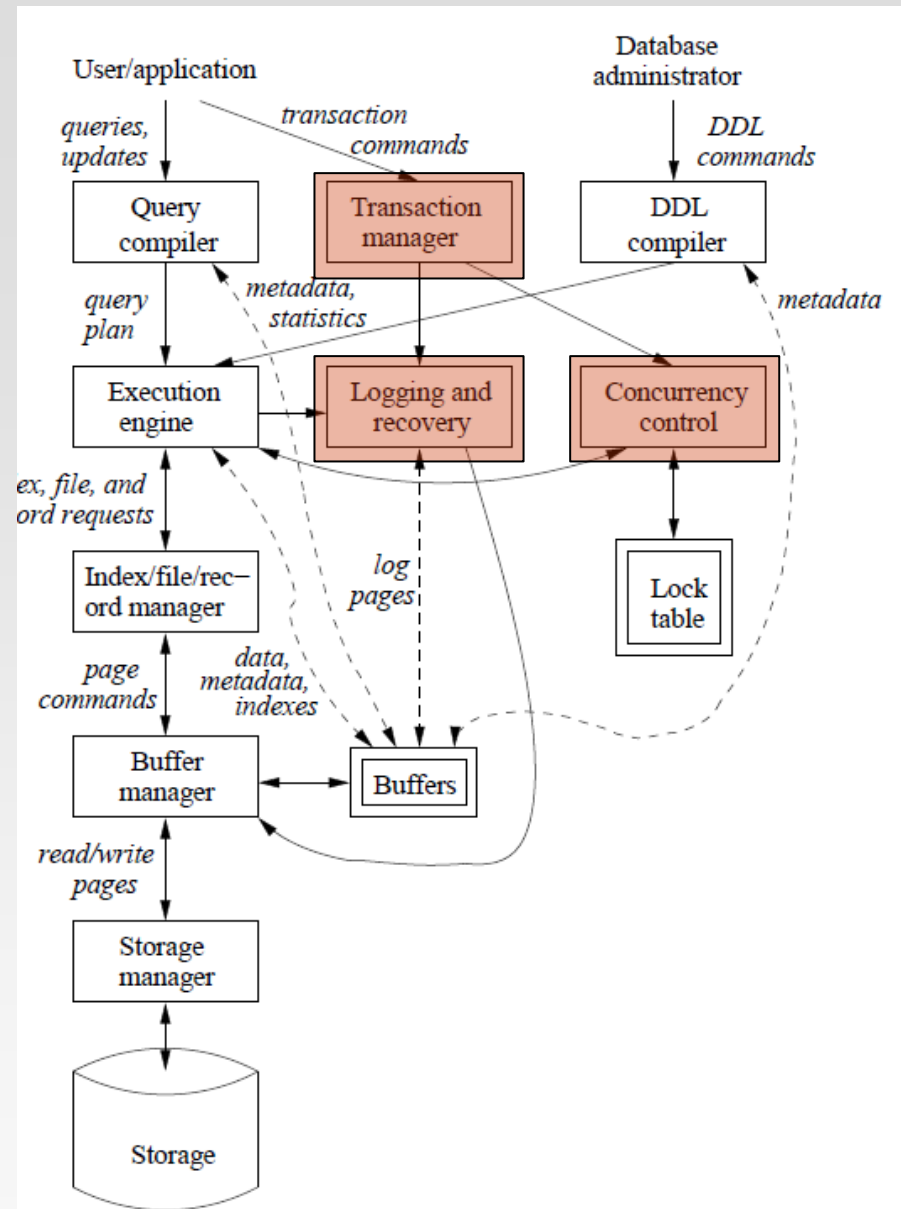 User/application
Database
administrator
queries,
updates
transaction
commands
DDL
commands
Query
compiler
Transaction
manager
DDL
compiler
query
plan
metadata,
statistics
metadata
Execution
engine
Logging and
recovery
Concurrency
control
ex, file, and
ord requests
Index/file/rec–
ord manager
log
pages
Lock
table
page
commands
data,
metadata,
indexes
Buffer
manager
Buffers
read/write
pages
Storage
manager
Storage